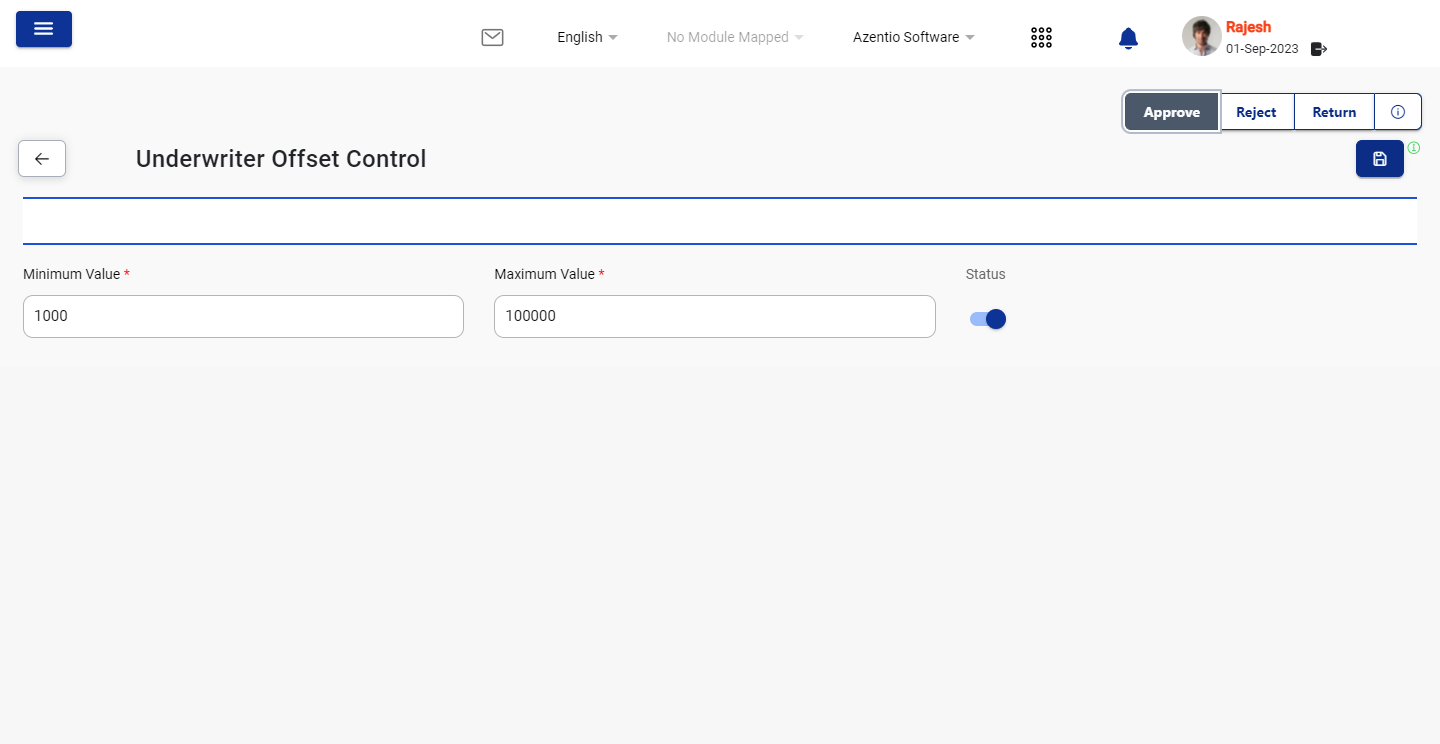 English
No Module Mapped
Azentio Software
Rajesh
01-Sep-2023
Approve
Reject
Return
Underwriter Offset Control
Minimum Value *
Maximum Value *
Status
1000
100000